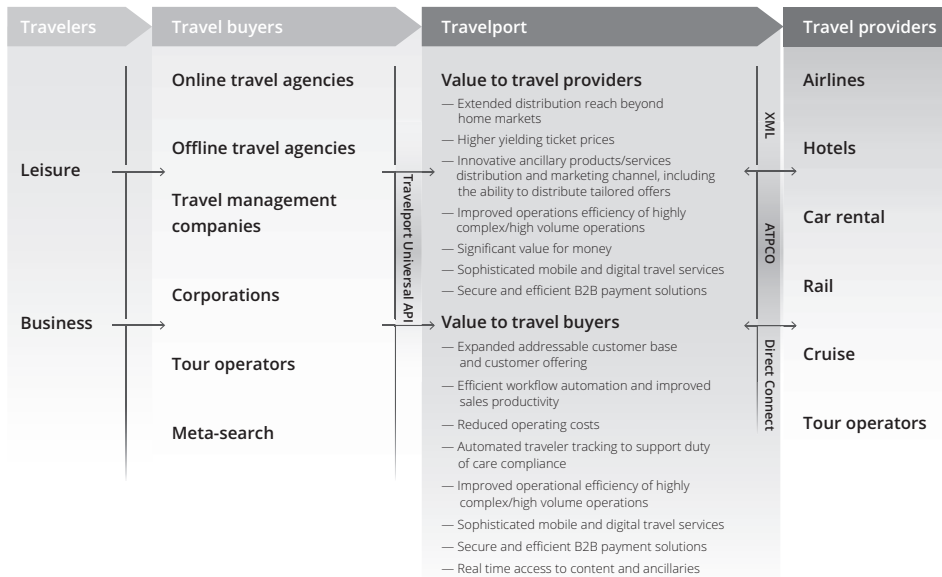 Travelers
Travel buyers
Travelport
Travel providers
Leisure
Business
Online travel agencies
Offline travel agencies
Travel management
companies
Corporations
Tour operators
Meta-search
Travelport Universal API
Value to travel providers
— Extended distribution reach beyond
home markets
— Higher yielding ticket prices
— Innovative ancillary products/services
distribution and marketing channel, including
the ability to distribute tailored offers
— Improved operations efficiency of highly
complex/high volume operations
— Significant value for money
— Sophisticated mobile and digital travel services
— Secure and efficient B2B payment solutions
Value to travel buyers
— Expanded addressable customer base
and customer offering
— Efficient workflow automation and improved
sales productivity
— Reduced operating costs
— Automated traveler tracking to support duty
of care compliance
— Improved operational efficiency of highly
complex/high volume operations
— Sophisticated mobile and digital travel services
— Secure and efficient B2B payment solutions
— Real time access to content and ancillaries
XML
ATPCO
Direct Connect
Airlines
Hotels
Car rental
Rail
Cruise
Tour operators